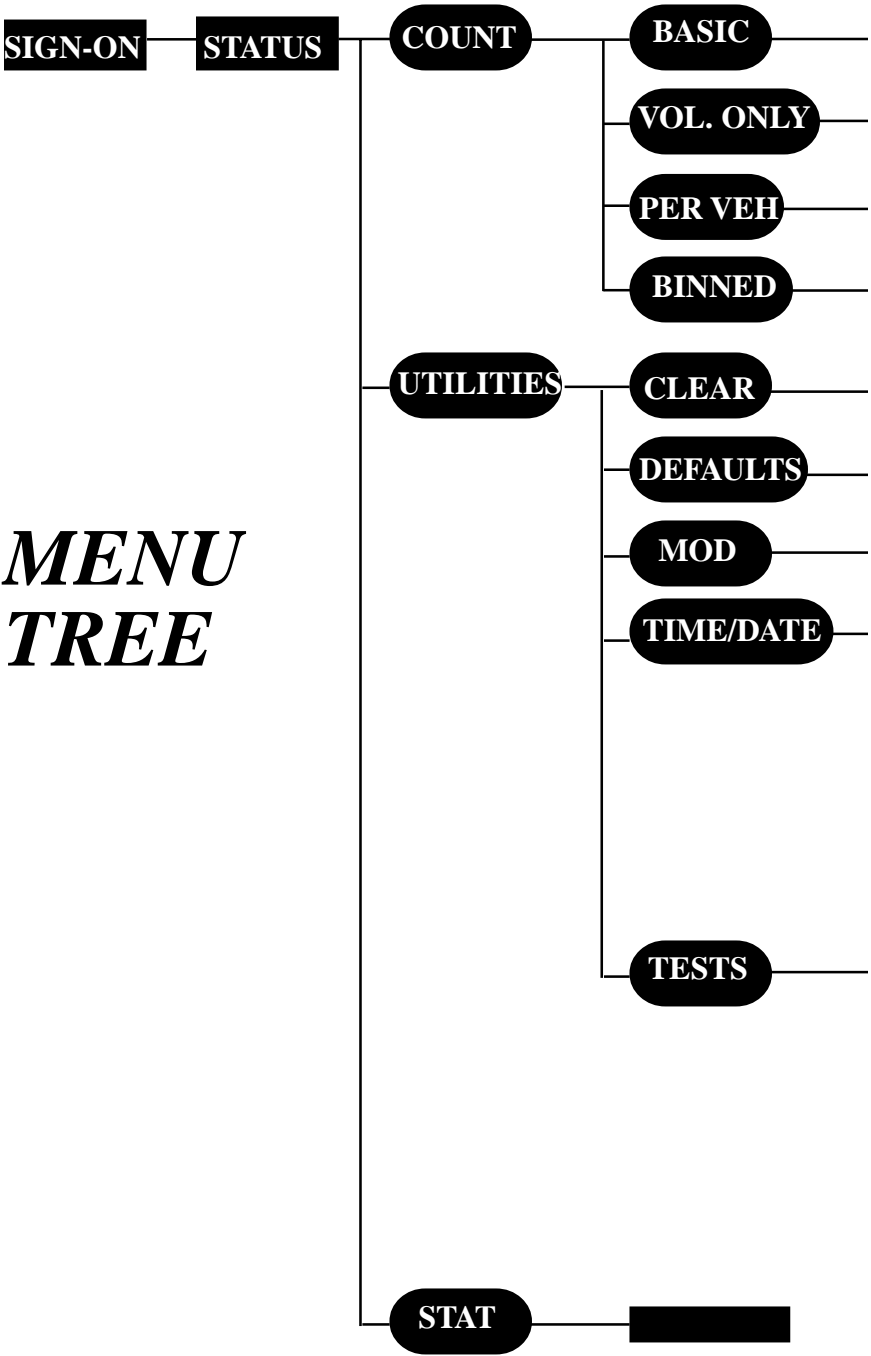 SIGN-ON
STATUS
COUNT
BASIC
VOL. ONLY
PER VEH
BINNED
UTILITIES
CLEAR
DEFAULTS
MOD
TIME/DATE
TESTS
STAT
MENU
TREE